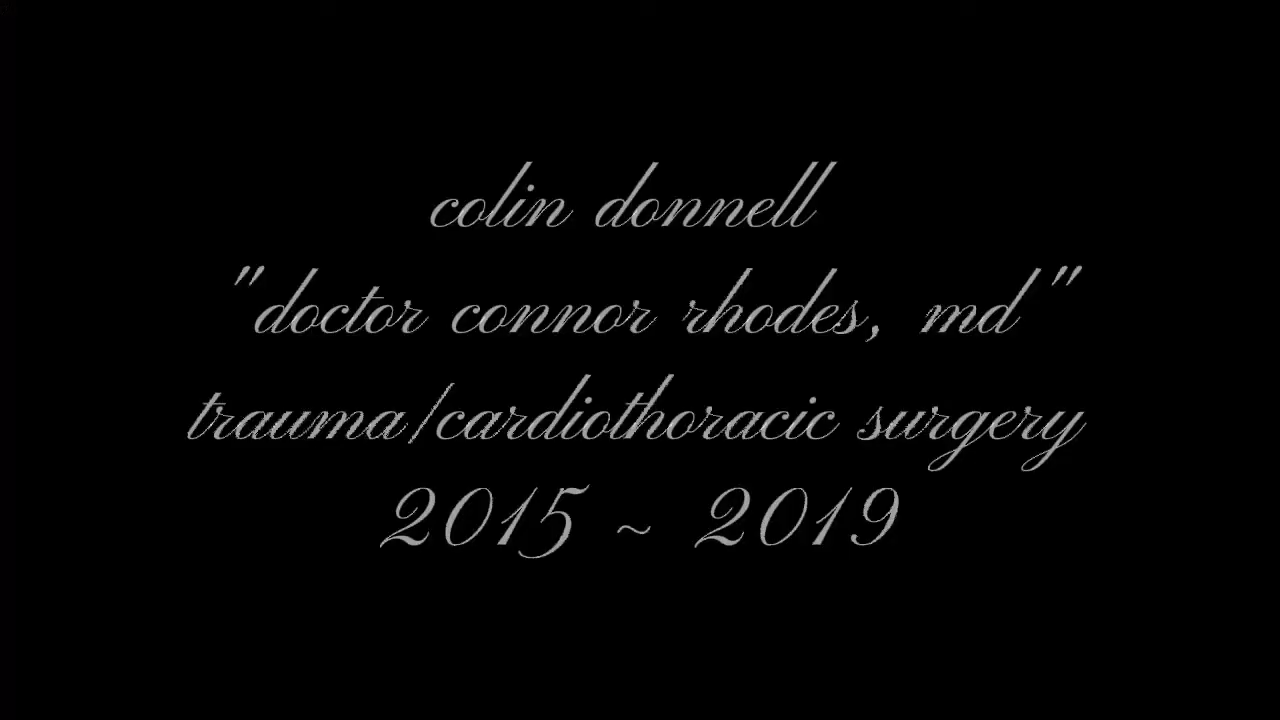 colin donnell
"doctor connor rhodes, md"
trauma/cardiothoracic surgery
2015 ~ 2019